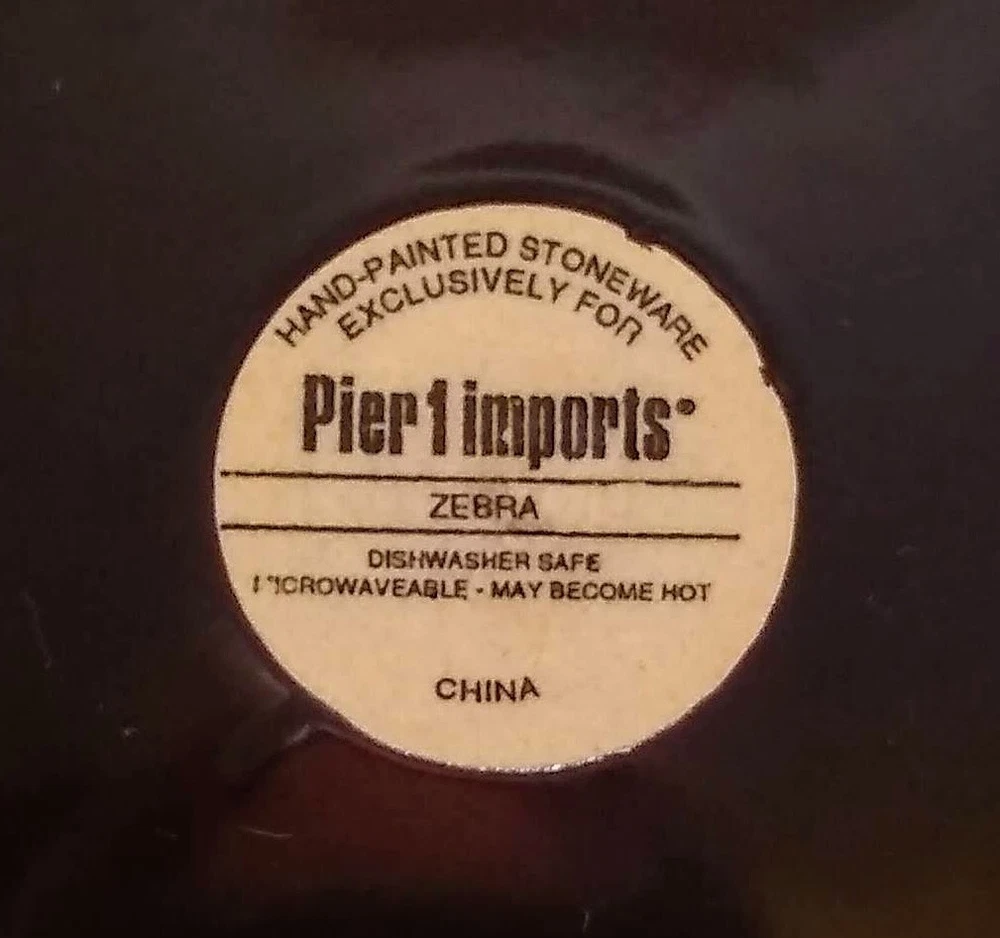 HAND-PAINTED STONEWARE
EXCLUSIVELY FOR
Pier 1 imports®
ZEBRA
DISHWASHER SAFE
MICROWAVEABLE - MAY BECOME HOT
CHINA